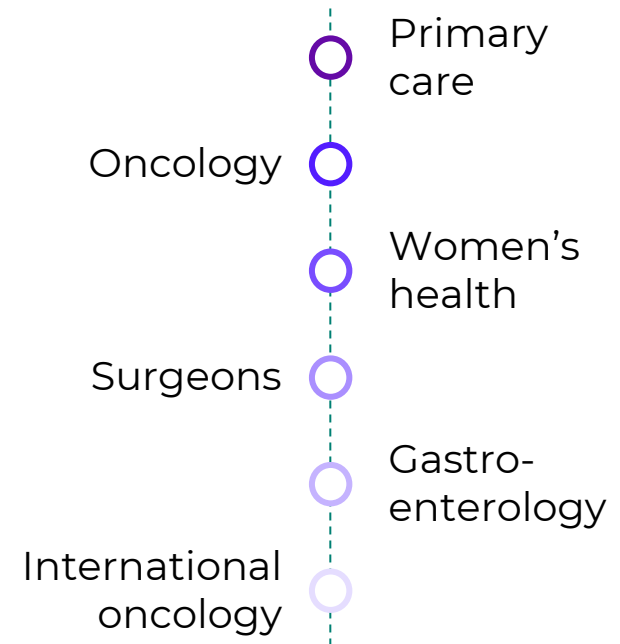 Primary
care
Oncology
Women’s
health
Surgeons
Gastro-
enterology
International
oncology